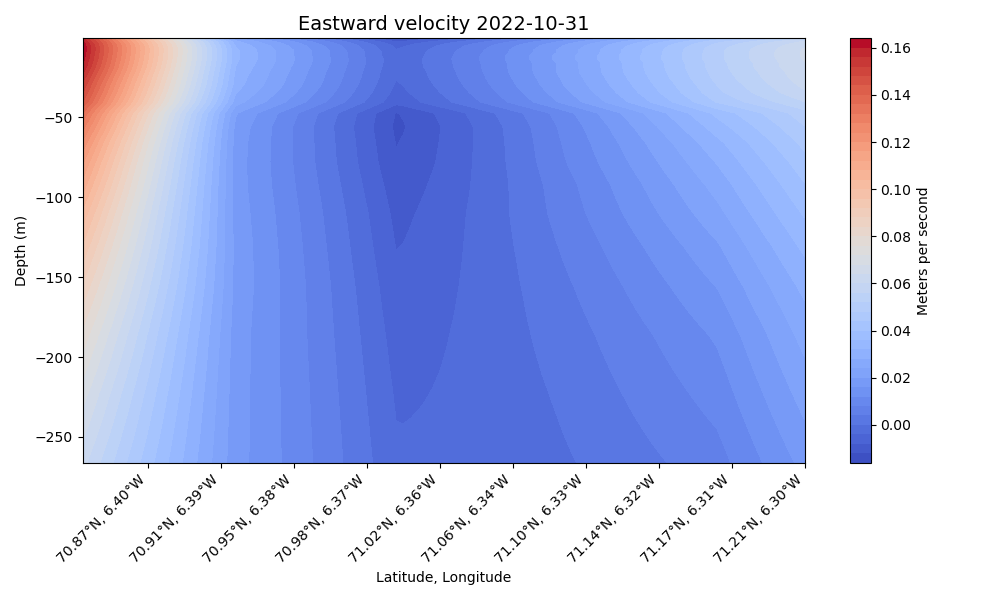 Eastward velocity 2022-10-31
0.16
0.14
0.12
0.10
0.08
0.06
0.04
0.02
0.00
Meters per second
−50
−100
−150
−200
−250
Depth (m)
70.87°N, 6.40°W
70.91°N, 6.39°W
70.95°N, 6.38°W
70.98°N, 6.37°W
71.02°N, 6.36°W
71.06°N, 6.34°W
71.10°N, 6.33°W
71.14°N, 6.32°W
71.17°N, 6.31°W
71.21°N, 6.30°W
Latitude, Longitude